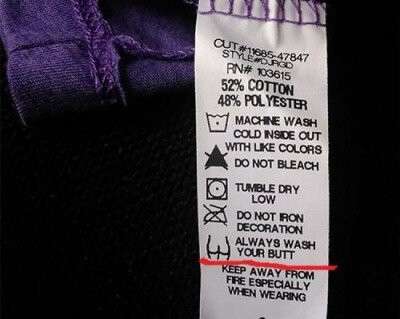 CUT#11685-47847
STYLE#DJRGD
RN# 103615
52% COTTON
48% POLYESTER
MACHINE WASH
COLD INSIDE OUT
WITH LIKE COLORS
DO NOT BLEACH
TUMBLE DRY
LOW
DO NOT IRON
DECORATION
ALWAYS WASH
YOUR BUTT
KEEP AWAY FROM
FIRE ESPECIALLY
WHEN WEARING